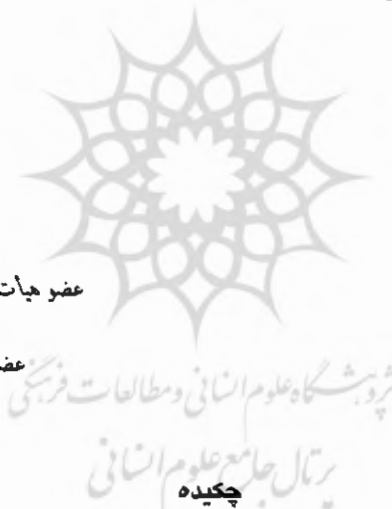 عضو هیأت
عض
پژوهشگاه علوم انسانی و مطالعات فرهنگی
پرتال جامع علوم انسانی
چکیده